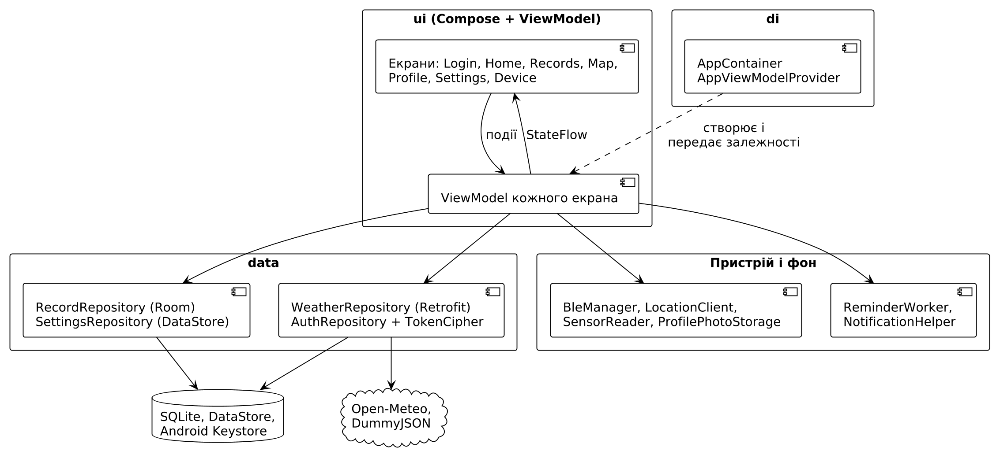 ui (Compose + ViewModel)
di
Екрани: Login, Home, Records, Map,
Profile, Settings, Device
AppContainer
AppViewModelProvider
події
StateFlow
створює і
передає залежності
ViewModel кожного екрана
data
Пристрій і фон
RecordRepository (Room)
SettingsRepository (DataStore)
WeatherRepository (Retrofit)
AuthRepository + TokenCipher
BleManager, LocationClient,
SensorReader, ProfilePhotoStorage
ReminderWorker,
NotificationHelper
SQLite, DataStore,
Android Keystore
Open-Meteo,
DummyJSON